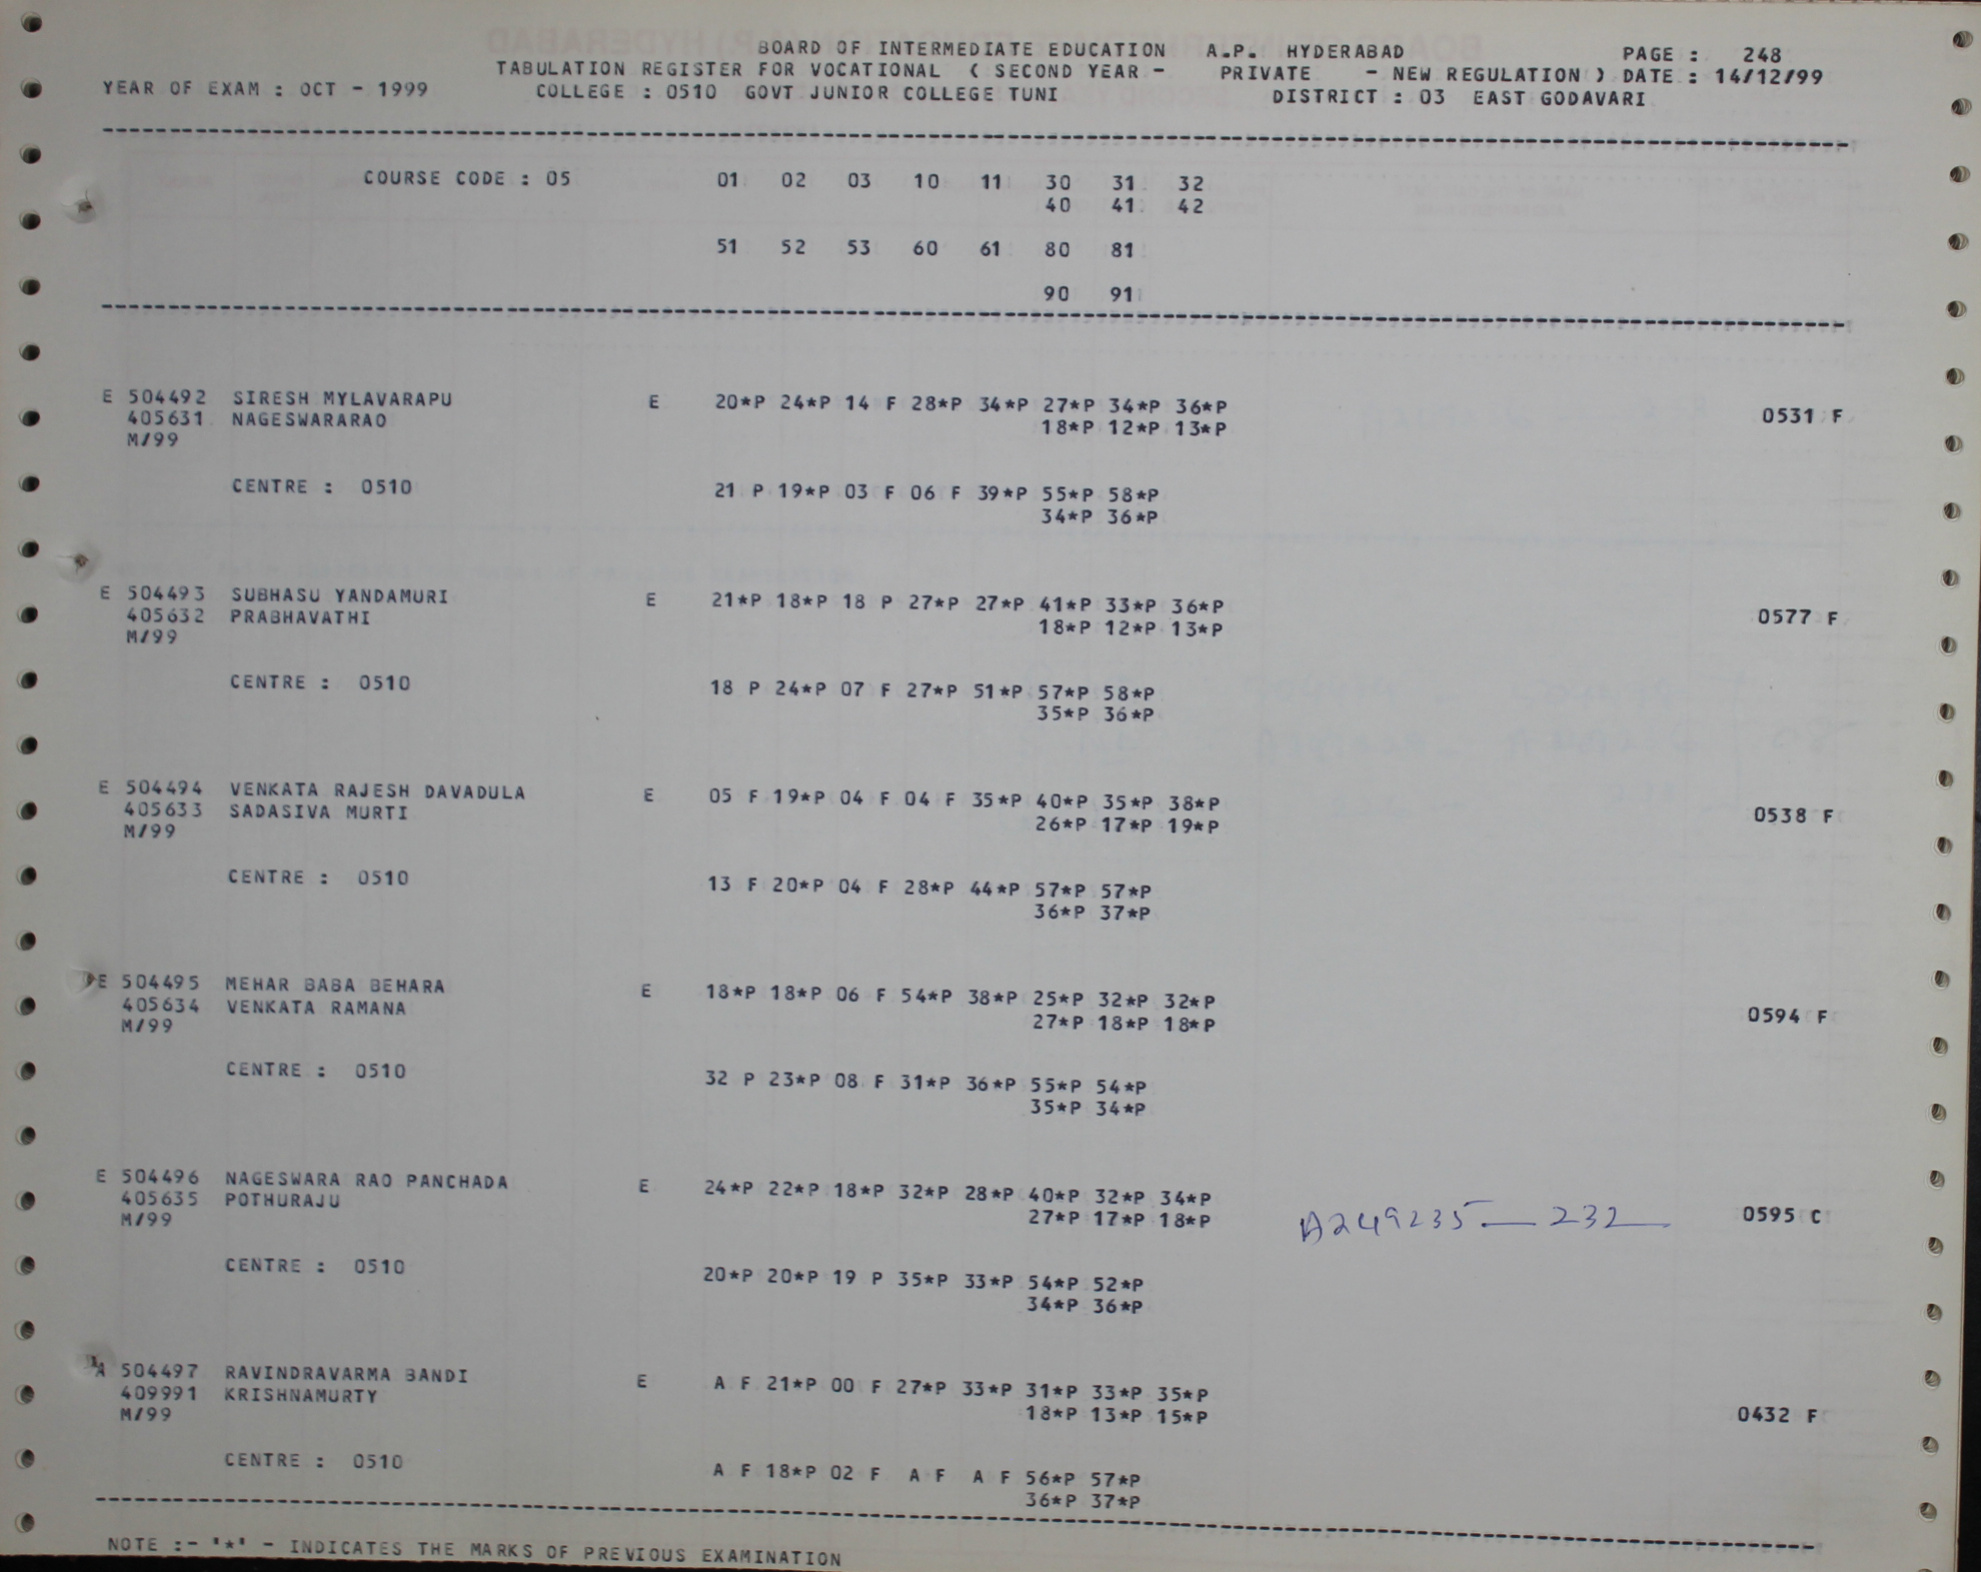 BOARD OF INTERMEDIATE EDUCATION A.P. HYDERABAD PAGE : 248
TABULATION REGISTER FOR VOCATIONAL ( SECOND YEAR - PRIVATE - NEW REGULATION ) DATE : 14/12/99
YEAR OF EXAM : OCT - 1999 COLLEGE : 0510 GOVT JUNIOR COLLEGE TUNI DISTRICT : 03 EAST GODAVARI
COURSE CODE : 05 01 02 03 10 11 30 31 32
40 41 42
51 52 53 60 61 80 81
90 91
E 504492 SIRESH MYLAVARAPU E 20*P 24*P 14 F 28*P 34*P 27*P 34*P 36*P
405631 NAGESWARARAO 18*P 12*P 13*P 0531 F
M/99
CENTRE : 0510 21 P 19*P 03 F 06 F 39*P 55*P 58*P
34*P 36*P
E 504493 SUBHASU YANDAMURI E 21*P 18*P 18 P 27*P 27*P 41*P 33*P 36*P
405632 PRABHAVATHI 18*P 12*P 13*P 0577 F
M/99
CENTRE : 0510 18 P 24*P 07 F 27*P 51*P 57*P 58*P
35*P 36*P
E 504494 VENKATA RAJESH DAVADULA E 05 F 19*P 04 F 04 F 35*P 40*P 35*P 38*P
405633 SADASIVA MURTI 26*P 17*P 19*P 0538 F
M/99
CENTRE : 0510 13 F 20*P 04 F 28*P 44*P 57*P 57*P
36*P 37*P
E 504495 MEHAR BABA BEHARA E 18*P 18*P 06 F 54*P 38*P 25*P 32*P 32*P
405634 VENKATA RAMANA 27*P 18*P 18*P 0594 F
M/99
CENTRE : 0510 32 P 23*P 08 F 31*P 36*P 55*P 54*P
35*P 34*P
E 504496 NAGESWARA RAO PANCHADA E 24*P 22*P 18*P 32*P 28*P 40*P 32*P 34*P
405635 POTHURAJU 27*P 17*P 18*P A249235 — 232 0595 C
M/99
CENTRE : 0510 20*P 20*P 19 P 35*P 33*P 54*P 52*P
34*P 36*P
A 504497 RAVINDRAVARMA BANDI E A F 21*P 00 F 27*P 33*P 31*P 33*P 35*P
409991 KRISHNAMURTY 18*P 13*P 15*P 0432 F
M/99
CENTRE : 0510 A F 18*P 02 F A F A F 56*P 57*P
36*P 37*P
NOTE :- '*' - INDICATES THE MARKS OF PREVIOUS EXAMINATION